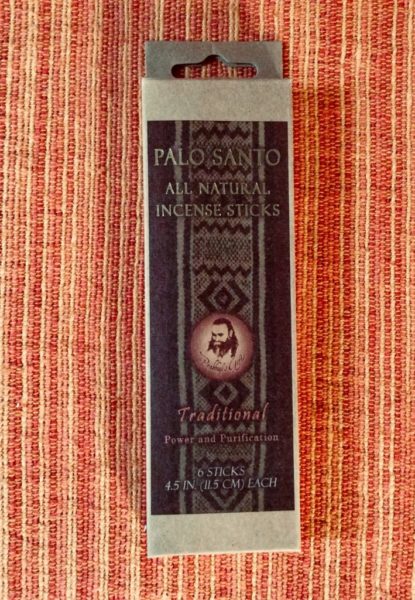 PALO SANTO
ALL NATURAL
INCENSE STICKS
Traditional
Power and Purification
6 STICKS
4.5 IN. (11.5 CM) EACH